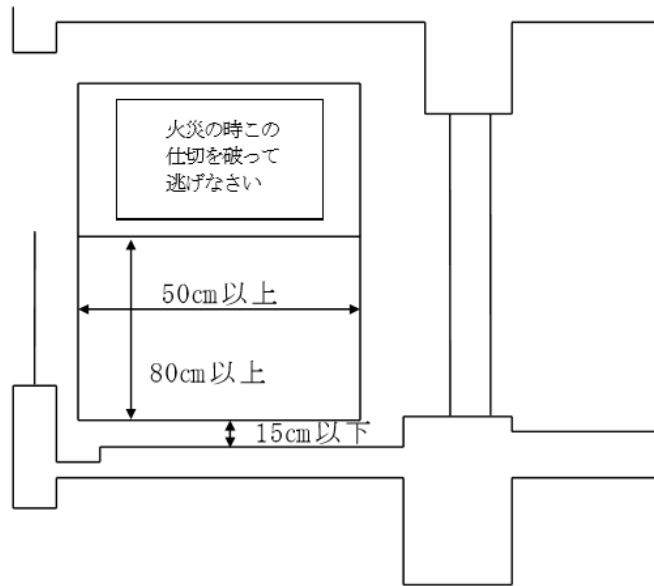 火災の時この
仕切を破って
逃げなさい
50cm以上
80cm以上
15cm以下